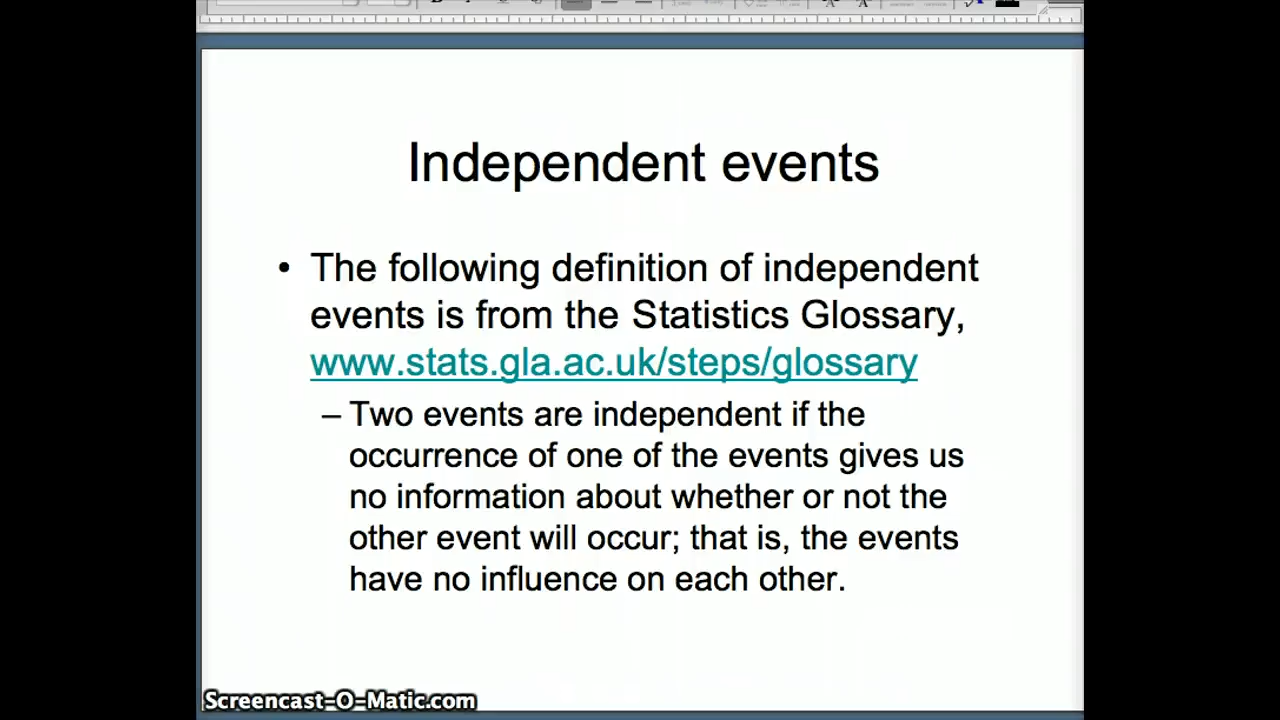 Independent events
• The following definition of independent
events is from the Statistics Glossary,
www.stats.gla.ac.uk/steps/glossary
– Two events are independent if the
occurrence of one of the events gives us
no information about whether or not the
other event will occur; that is, the events
have no influence on each other.
Screencast-O-Matic.com